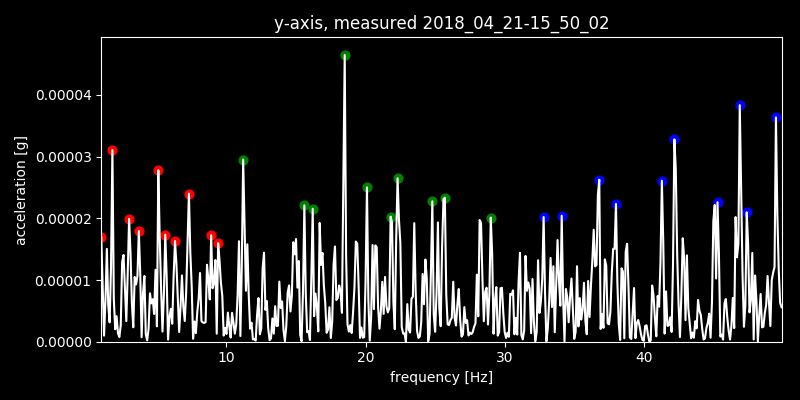 y-axis, measured 2018_04_21-15_50_02
acceleration [g]
0.00004
0.00003
0.00002
0.00001
0.00000
10 20 30 40
frequency [Hz]